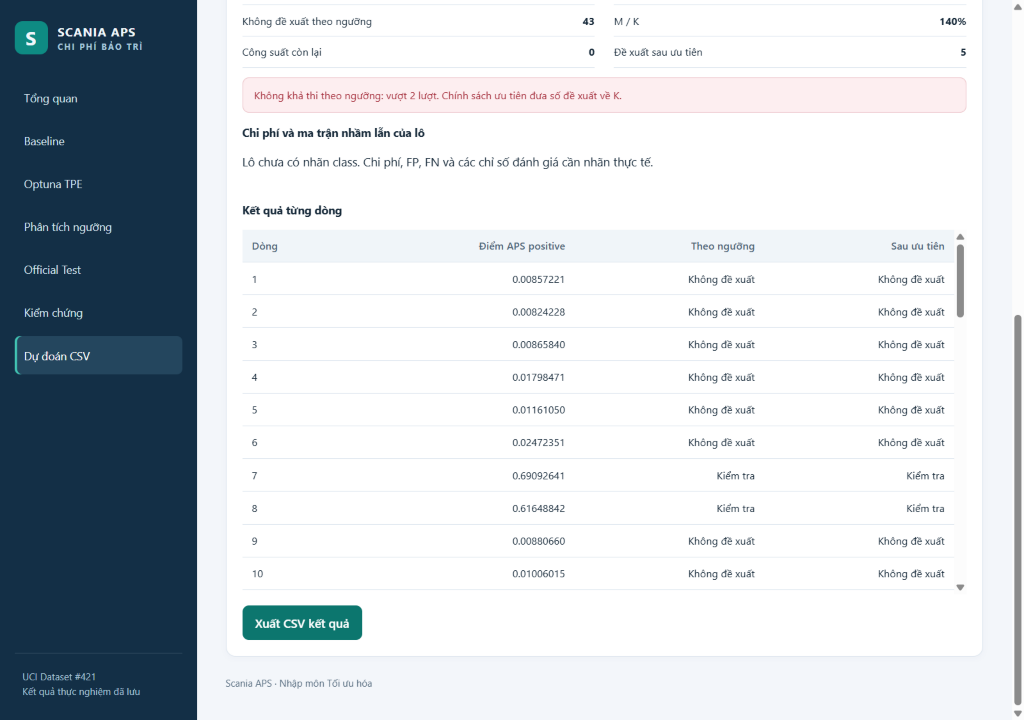 S
SCANIA APS
CHI PHÍ BẢO TRÌ
Tổng quan
Baseline
Optuna TPE
Phân tích ngưỡng
Official Test
Kiểm chứng
Dự đoán CSV
UCI Dataset #421
Kết quả thực nghiệm đã lưu
Không đề xuất theo ngưỡng 43 M / K 140%
Công suất còn lại 0 Đề xuất sau ưu tiên 5
Không khả thi theo ngưỡng: vượt 2 lượt. Chính sách ưu tiên đưa số đề xuất về K.
Chi phí và ma trận nhầm lẫn của lô
Lô chưa có nhãn class. Chi phí, FP, FN và các chỉ số đánh giá cần nhãn thực tế.
Kết quả từng dòng
Dòng Điểm APS positive Theo ngưỡng Sau ưu tiên
1 0.00857221 Không đề xuất Không đề xuất
2 0.00824228 Không đề xuất Không đề xuất
3 0.00865840 Không đề xuất Không đề xuất
4 0.01798471 Không đề xuất Không đề xuất
5 0.01161050 Không đề xuất Không đề xuất
6 0.02472351 Không đề xuất Không đề xuất
7 0.69092641 Kiểm tra Kiểm tra
8 0.61648842 Kiểm tra Kiểm tra
9 0.00880660 Không đề xuất Không đề xuất
10 0.01006015 Không đề xuất Không đề xuất
Xuất CSV kết quả
Scania APS · Nhập môn Tối ưu hóa